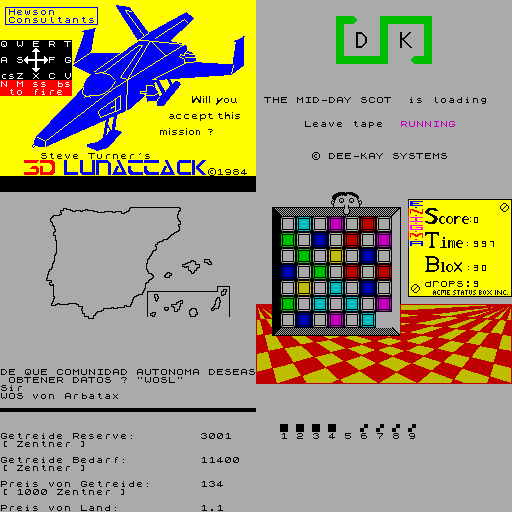 Hewson
Consultants
Q W E R T
A S F G
cs Z X C V
N M ss bs
to fire
Will you
accept this
mission ?
Steve Turner's
3D LUNATTACK ©1984
D K
THE MID-DAY SCOT is loading
Leave tape RUNNING
© DEE-KAY SYSTEMS
DE QUE COMUNIDAD AUTONOMA DESEAS
OBTENER DATOS ? "WOSL"
Sir
WOS von Arbatax
ENIGMA
Score:0
Time:997
Blox:30
drops:9
ACME STATUS BOX INC.
Getreide Reserve: 3001
[ Zentner ]
Getreide Bedarf: 11400
[ Zentner ]
Preis von Getreide: 134
[ 1000 Zentner ]
Preis von Land: 1.1
1 2 3 4 5 6 7 8 9